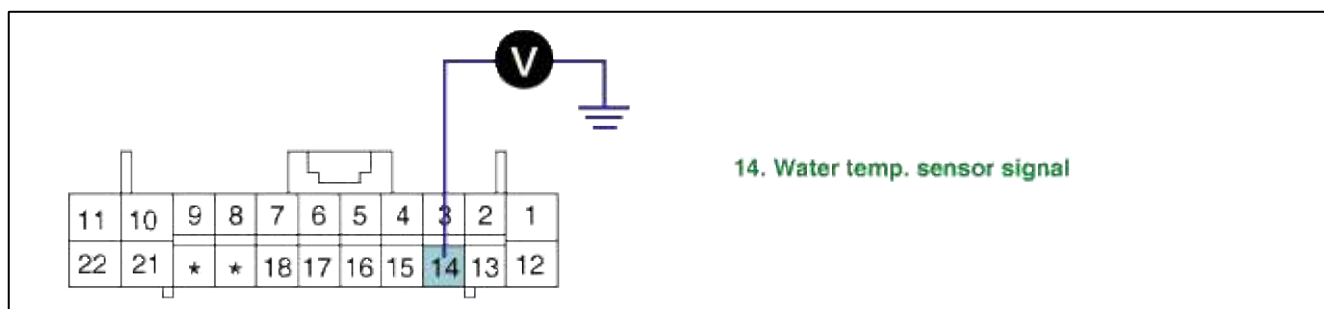 V
14. Water temp. sensor signal
11 10 9 8 7 6 5 4 3 2 1
22 21 * * 18 17 16 15 14 13 12